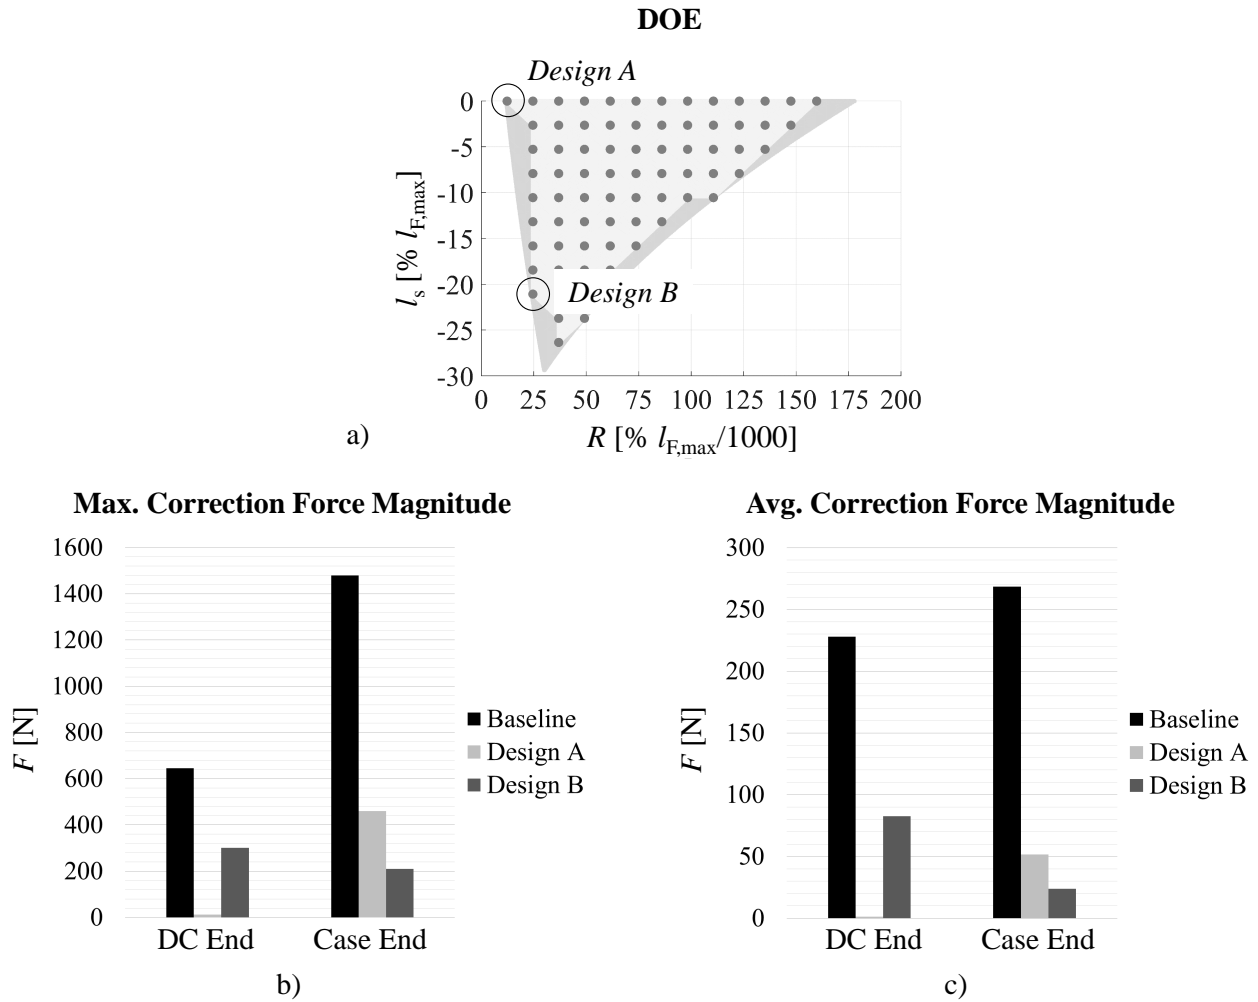 DOE
Design A
0
-5
-10
-15
-20
-25
-30
l_s [% l_F,max]
Design B
0 25 50 75 100 125 150 175 200
R [% l_F,max/1000]
a)
Max. Correction Force Magnitude
1600
1400
1200
1000
800
600
400
200
0
F [N]
Baseline
Design A
Design B
DC End Case End
b)
Avg. Correction Force Magnitude
300
250
200
150
100
50
0
F [N]
Baseline
Design A
Design B
DC End Case End
c)